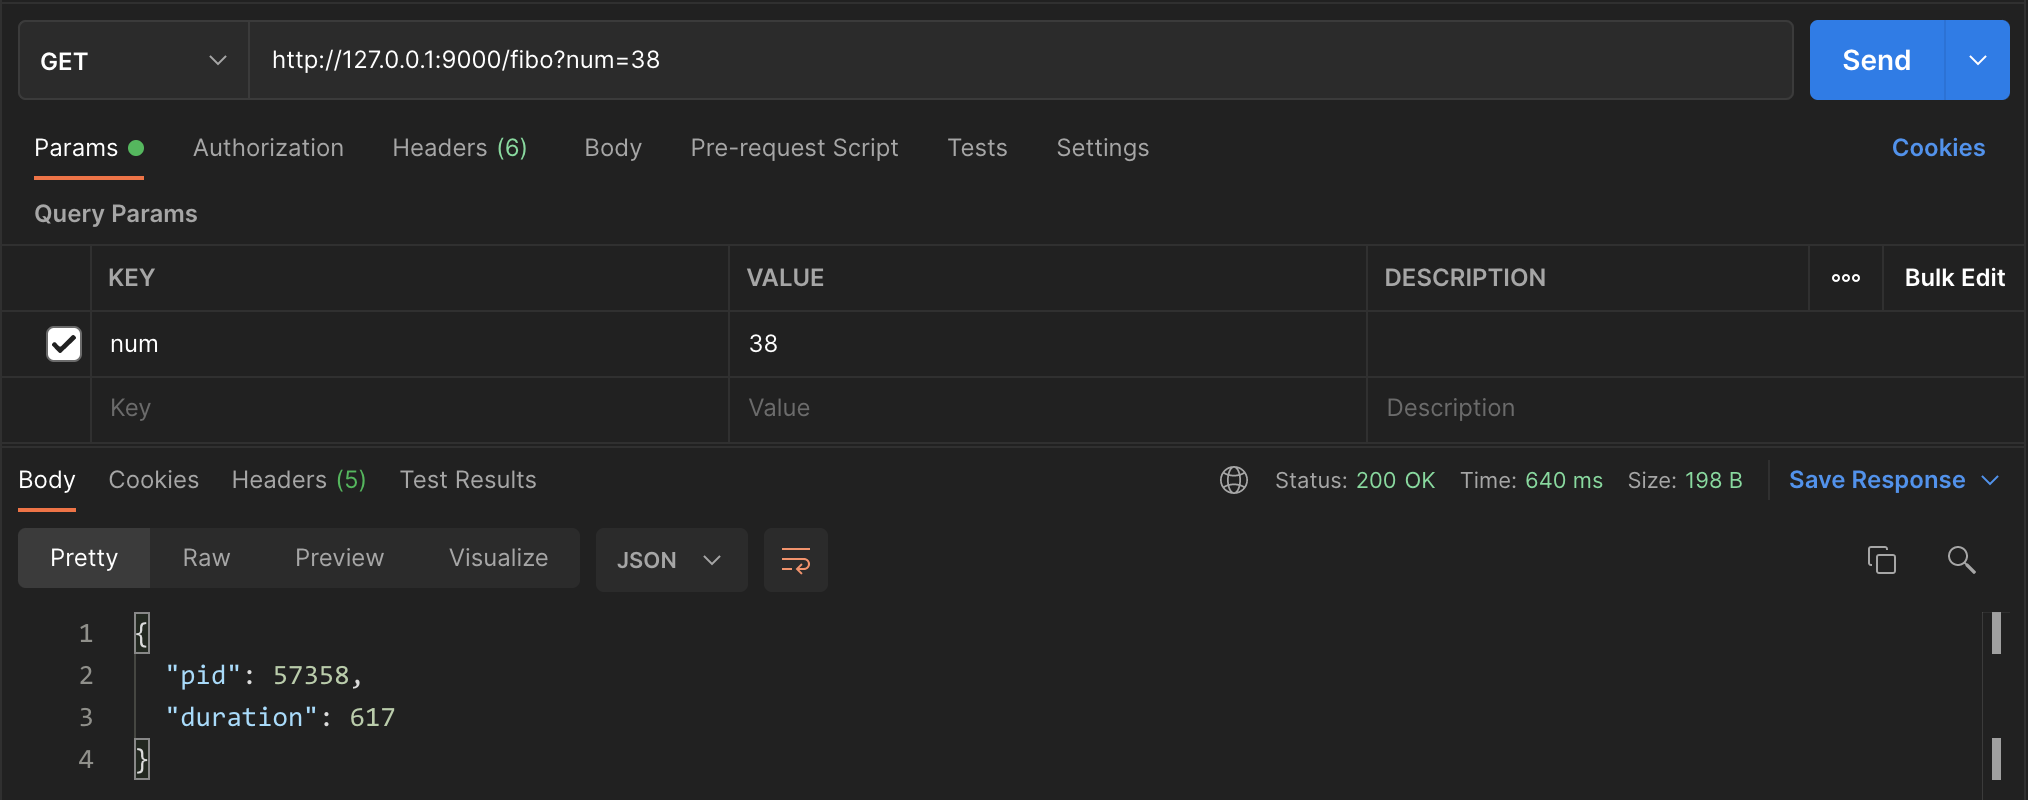 GET http://127.0.0.1:9000/fibo?num=38 Send
Params Authorization Headers (6) Body Pre-request Script Tests Settings Cookies
Query Params
KEY VALUE DESCRIPTION ooo Bulk Edit
num 38
Key Value Description
Body Cookies Headers (5) Test Results Status: 200 OK Time: 640 ms Size: 198 B Save Response
Pretty Raw Preview Visualize JSON
1 {
2 "pid": 57358,
3 "duration": 617
4 }